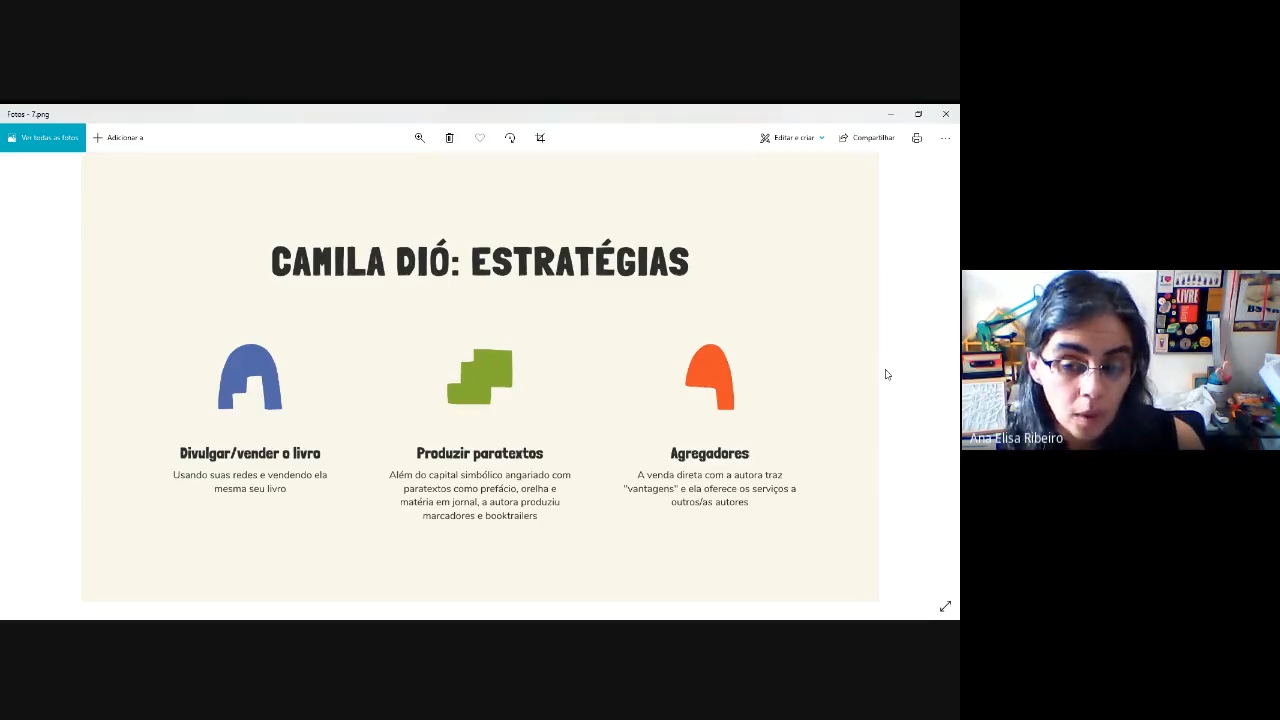 Fotos - 7.png
Ver todas as fotos
Adicionar a
Editar e criar
Compartilhar
CAMILA DIÓ: ESTRATÉGIAS
Divulgar/vender o livro
Usando suas redes e vendendo ela
mesma seu livro
Produzir paratextos
Além do capital simbólico angariado com
paratextos como prefácio, orelha e
matéria em jornal, a autora produziu
marcadores e booktrailers
Agregadores
A venda direta com a autora traz
"vantagens" e ela oferece os serviços a
outros/as autores
LIVRE
Ana Elisa Ribeiro